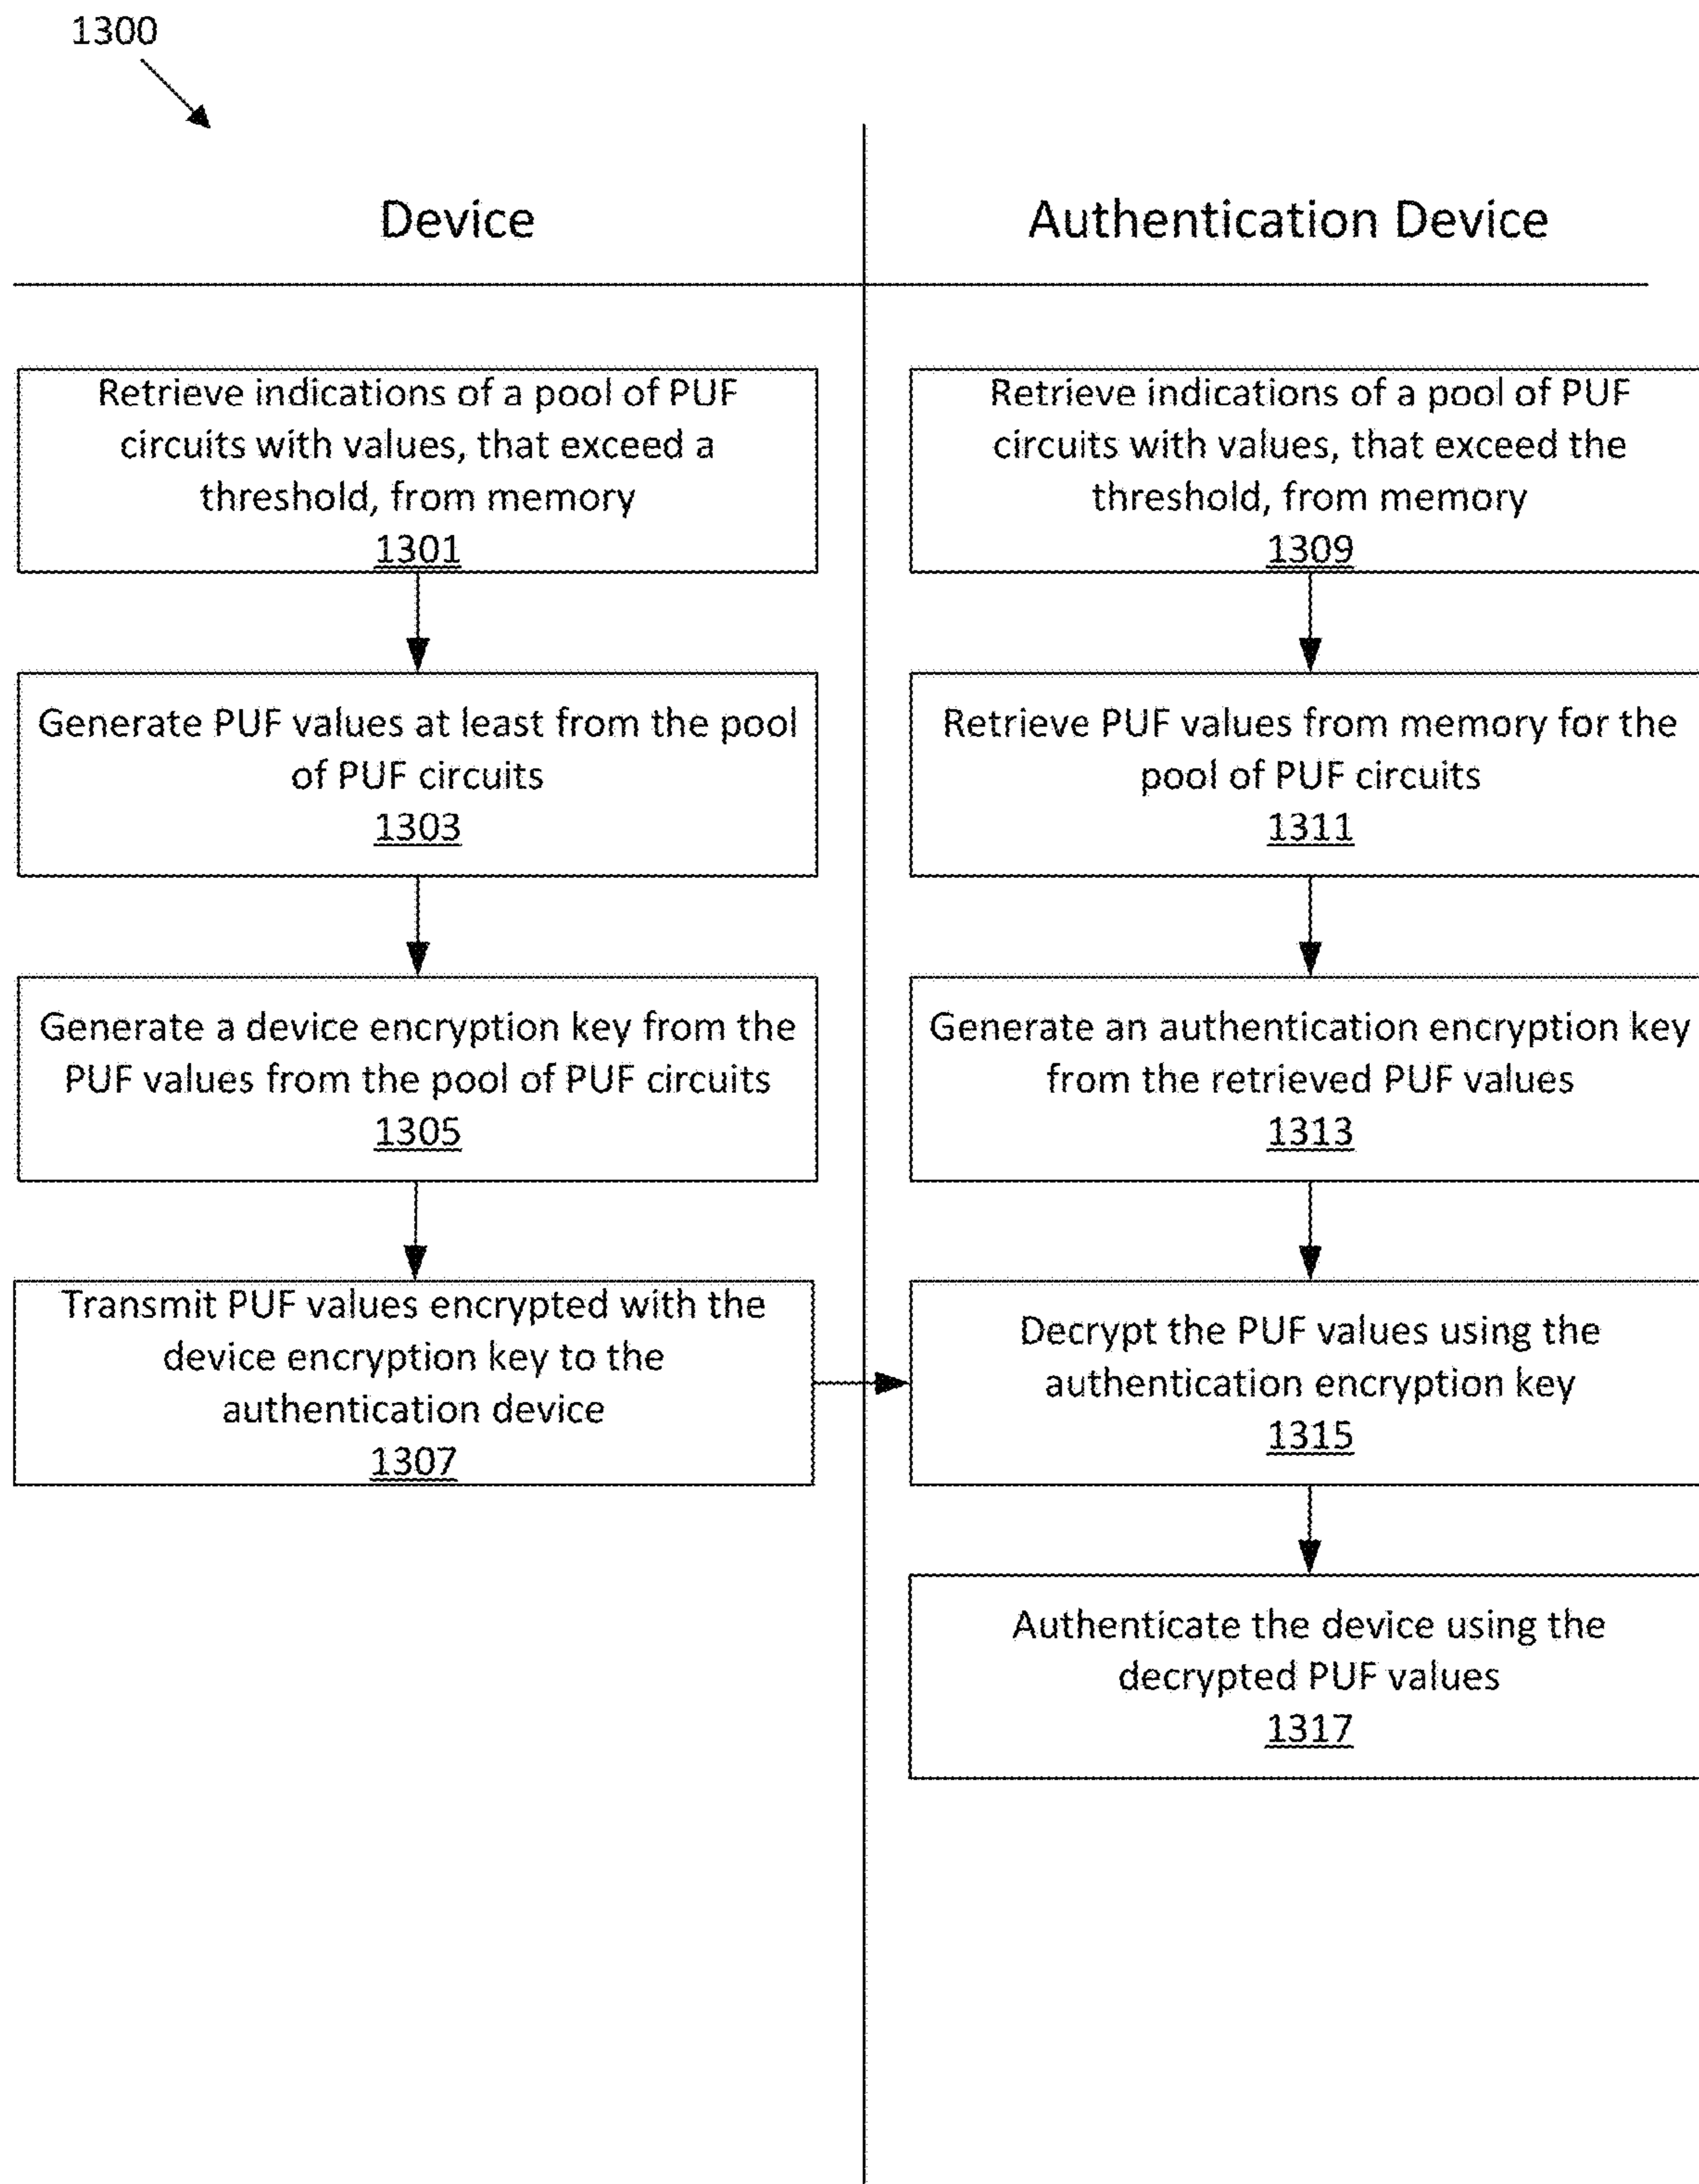 1300
Device
Retrieve indications of a pool of PUF
circuits with values, that exceed a
threshold, from memory
1301
Generate PUF values at least from the pool
of PUF circuits
1303
Generate a device encryption key from the
PUF values from the pool of PUF circuits
1305
Transmit PUF values encrypted with the
device encryption key to the
authentication device
1307
Authentication Device
Retrieve indications of a pool of PUF
circuits with values, that exceed the
threshold, from memory
1309
Retrieve PUF values from memory for the
pool of PUF circuits
1311
Generate an authentication encryption key
from the retrieved PUF values
1313
Decrypt the PUF values using the
authentication encryption key
1315
Authenticate the device using the
decrypted PUF values
1317